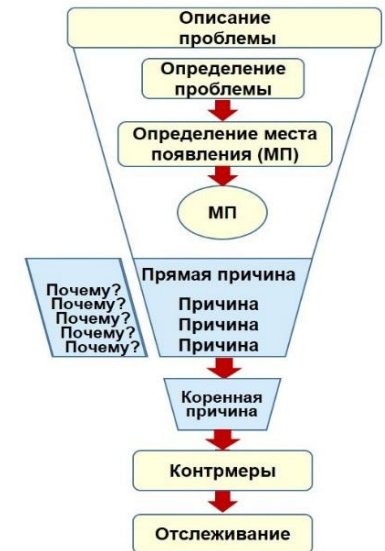 Описание
проблемы
Определение
проблемы
Определение места
появления (МП)
МП
Прямая причина
Причина
Причина
Причина
Почему?
Почему?
Почему?
Почему?
Почему?
Коренная
причина
Контрмеры
Отслеживание